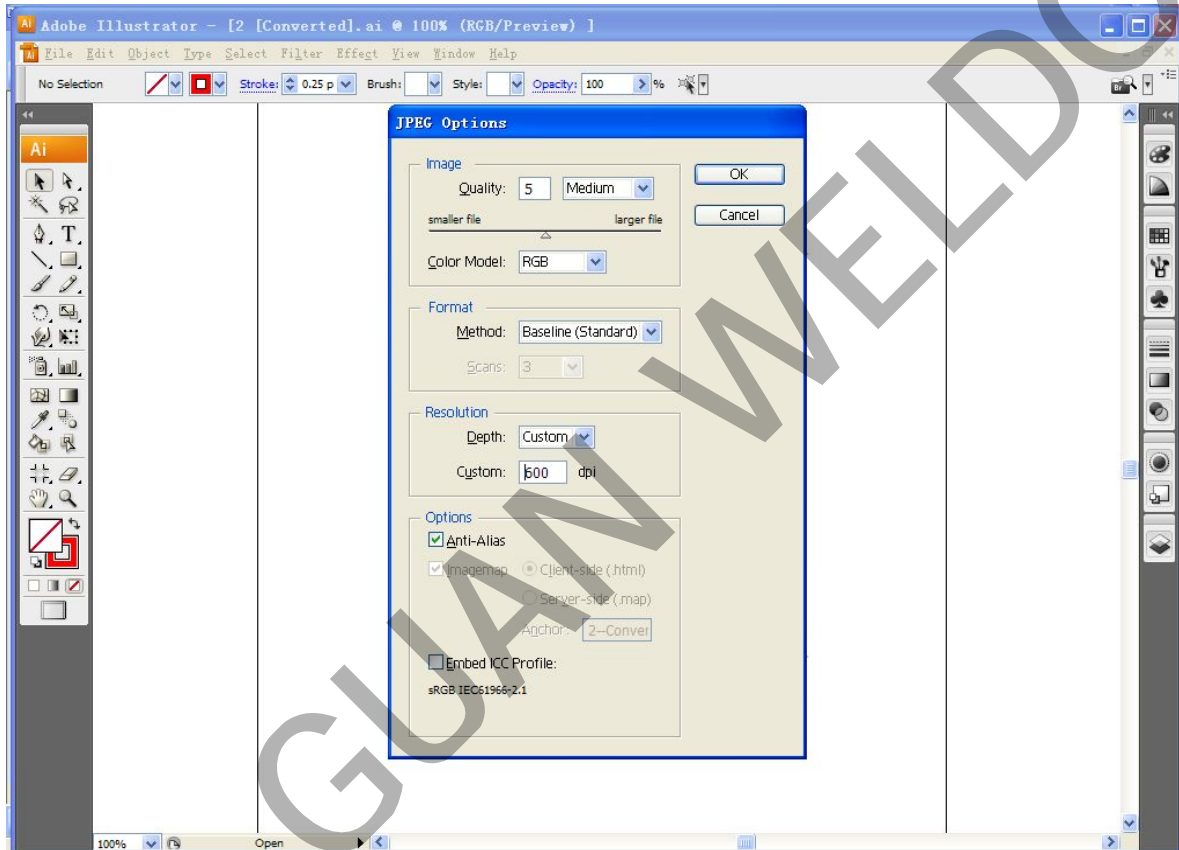 Adobe Illustrator - [2 [Converted].ai @ 100% (RGB/Preview) ]
File Edit Object Type Select Filter Effect View Window Help
No Selection Stroke: 0.25 p Brush: Style: Opacity: 100 %
Br
Ai
JPEG Options
Image
Quality: 5 Medium
OK
smaller file larger file
Cancel
Color Model: RGB
Format
Method: Baseline (Standard)
Scans: 3
Resolution
Depth: Custom
Custom: 600 dpi
Options
Anti-Alias
Imagemap Client-side (.html)
Server-side (.map)
Anchor: 2--Conver
Embed ICC Profile:
sRGB IEC61966-2.1
100% Open
GUAN WELDO